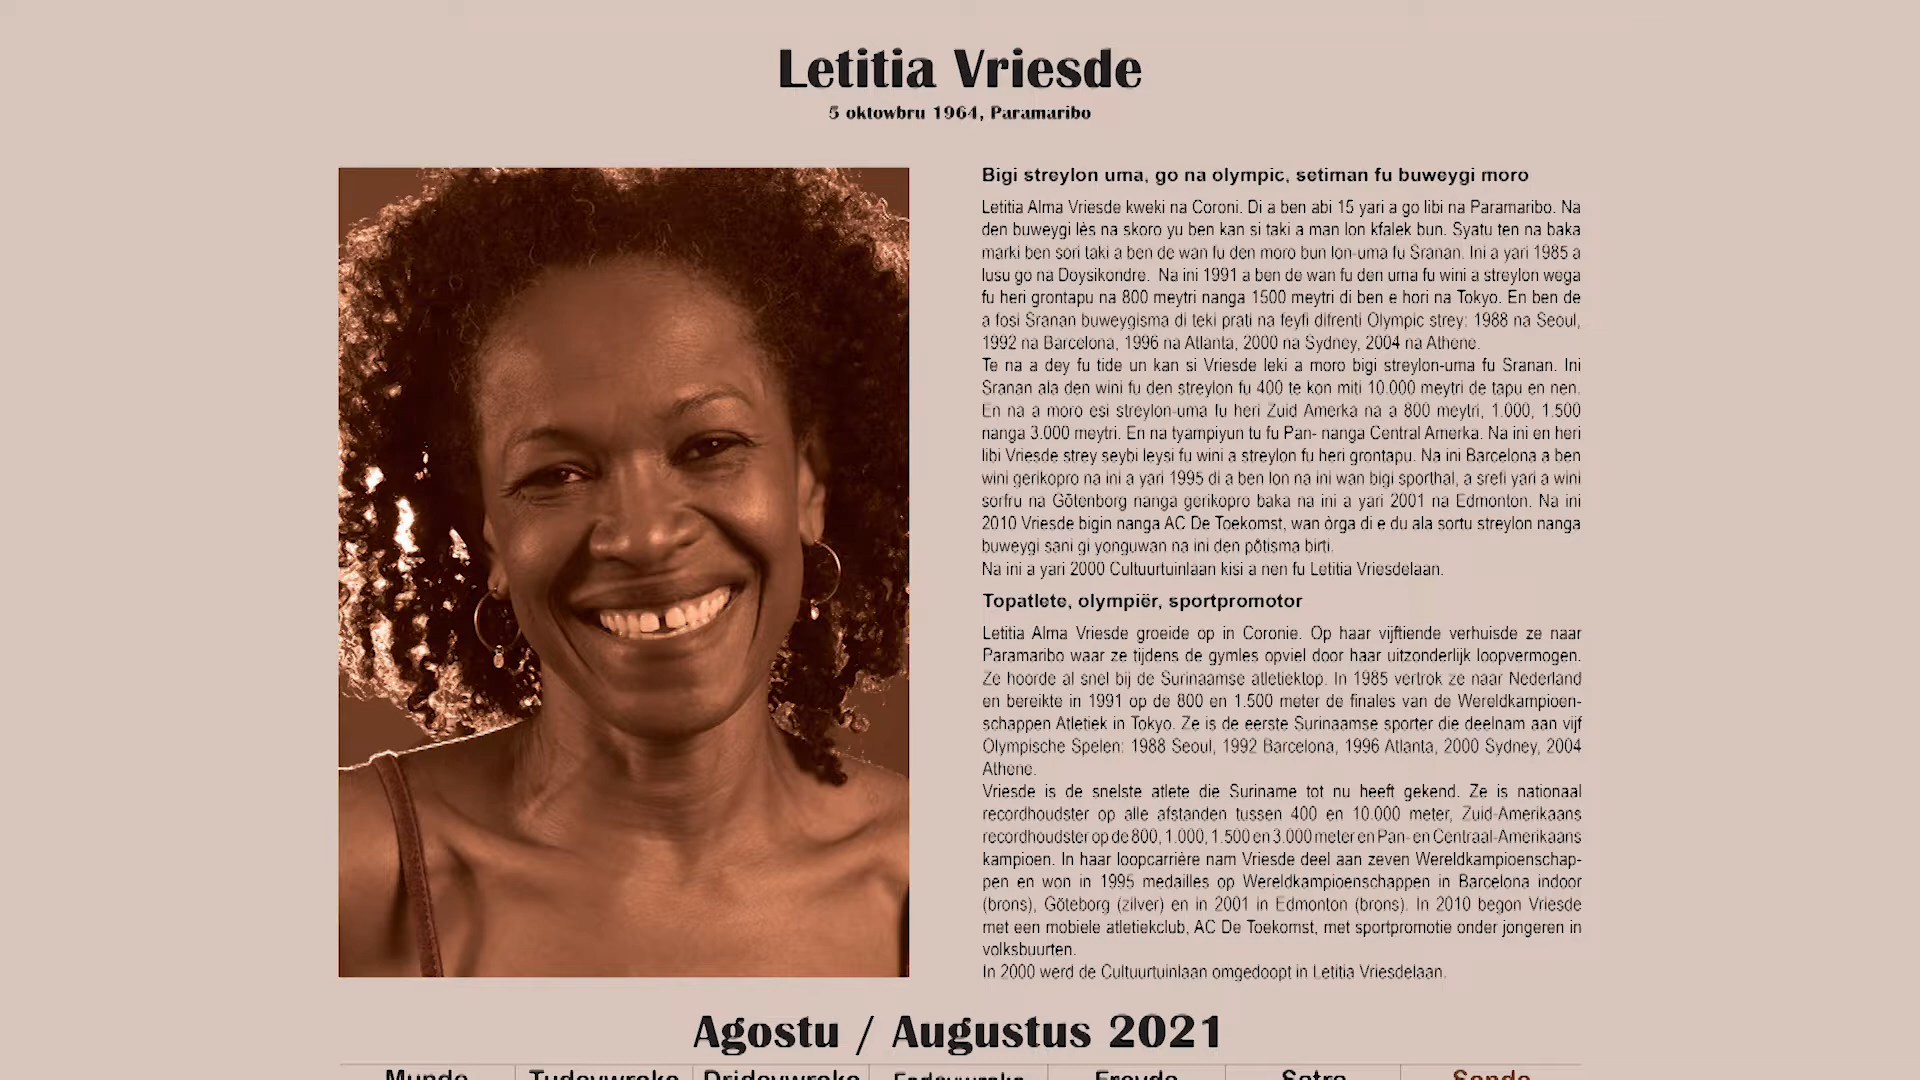 Letitia Vriesde
5 oktowbru 1964, Paramaribo
Bigi streylon uma, go na olympic, setiman fu buweygi moro
Letitia Alma Vriesde kweki na Coroni. Di a ben abi 15 yari a go libi na Paramaribo. Na
den buweygi lès na skoro yu ben kan si taki a man lon kfalek bun. Syatu ten na baka
marki ben sori taki a ben de wan fu den moro bun lon-uma fu Sranan. Ini a yari 1985 a
lusu go na Doysikondre. Na ini 1991 a ben de wan fu den uma fu wini a streylon wega
fu heri grontapu na 800 meytri nanga 1500 meytri di ben e hori na Tokyo. En ben de
a fosi Sranan buweygisma di teki prati na feyfi difrenti Olympic strey: 1988 na Seoul,
1992 na Barcelona, 1996 na Atlanta, 2000 na Sydney, 2004 na Athene.
Te na a dey fu tide un kan si Vriesde leki a moro bigi streylon-uma fu Sranan. Ini
Sranan ala den wini fu den streylon fu 400 te kon miti 10.000 meytri de tapu en nen.
En na a moro esi streylon-uma fu heri Zuid Amerka na a 800 meytri, 1.000, 1.500
nanga 3.000 meytri. En na tyampiyun tu fu Pan- nanga Central Amerka. Na ini en heri
libi Vriesde strey seybi leysi fu wini a streylon fu heri grontapu. Na ini Barcelona a ben
wini gerikopro na ini a yari 1995 di a ben lon na ini wan bigi sporthal, a srefi yari a wini
sorfru na Götenborg nanga gerikopro baka na ini a yari 2001 na Edmonton. Na ini
2010 Vriesde bigin nanga AC De Toekomst, wan òrga di e du ala sortu streylon nanga
buweygi sani gi yonguwan na ini den pôtisma birti.
Na ini a yari 2000 Cultuurtuinlaan kisi a nen fu Letitia Vriesdelaan.
Topatlete, olympiër, sportpromotor
Letitia Alma Vriesde groeide op in Coronie. Op haar vijftiende verhuisde ze naar
Paramaribo waar ze tijdens de gymles opviel door haar uitzonderlijk loopvermogen.
Ze hoorde al snel bij de Surinaamse atletiektop. In 1985 vertrok ze naar Nederland
en bereikte in 1991 op de 800 en 1.500 meter de finales van de Wereldkampioen-
schappen Atletiek in Tokyo. Ze is de eerste Surinaamse sporter die deelnam aan vijf
Olympische Spelen: 1988 Seoul, 1992 Barcelona, 1996 Atlanta, 2000 Sydney, 2004
Athene.
Vriesde is de snelste atlete die Suriname tot nu heeft gekend. Ze is nationaal
recordhoudster op alle afstanden tussen 400 en 10.000 meter, Zuid-Amerikaans
recordhoudster op de 800, 1.000, 1.500 en 3.000 meter en Pan- en Centraal-Amerikaans
kampioen. In haar loopcarrière nam Vriesde deel aan zeven Wereldkampioenschap-
pen en won in 1995 medailles op Wereldkampioenschappen in Barcelona indoor
(brons), Göteborg (zilver) en in 2001 in Edmonton (brons). In 2010 begon Vriesde
met een mobiele atletiekclub, AC De Toekomst, met sportpromotie onder jongeren in
volksbuurten.
In 2000 werd de Cultuurtuinlaan omgedoopt in Letitia Vriesdelaan.
Agostu / Augustus 2021
Munde Tudeywroko Drideywroko Fodeywroko Freyda Satra Sonde